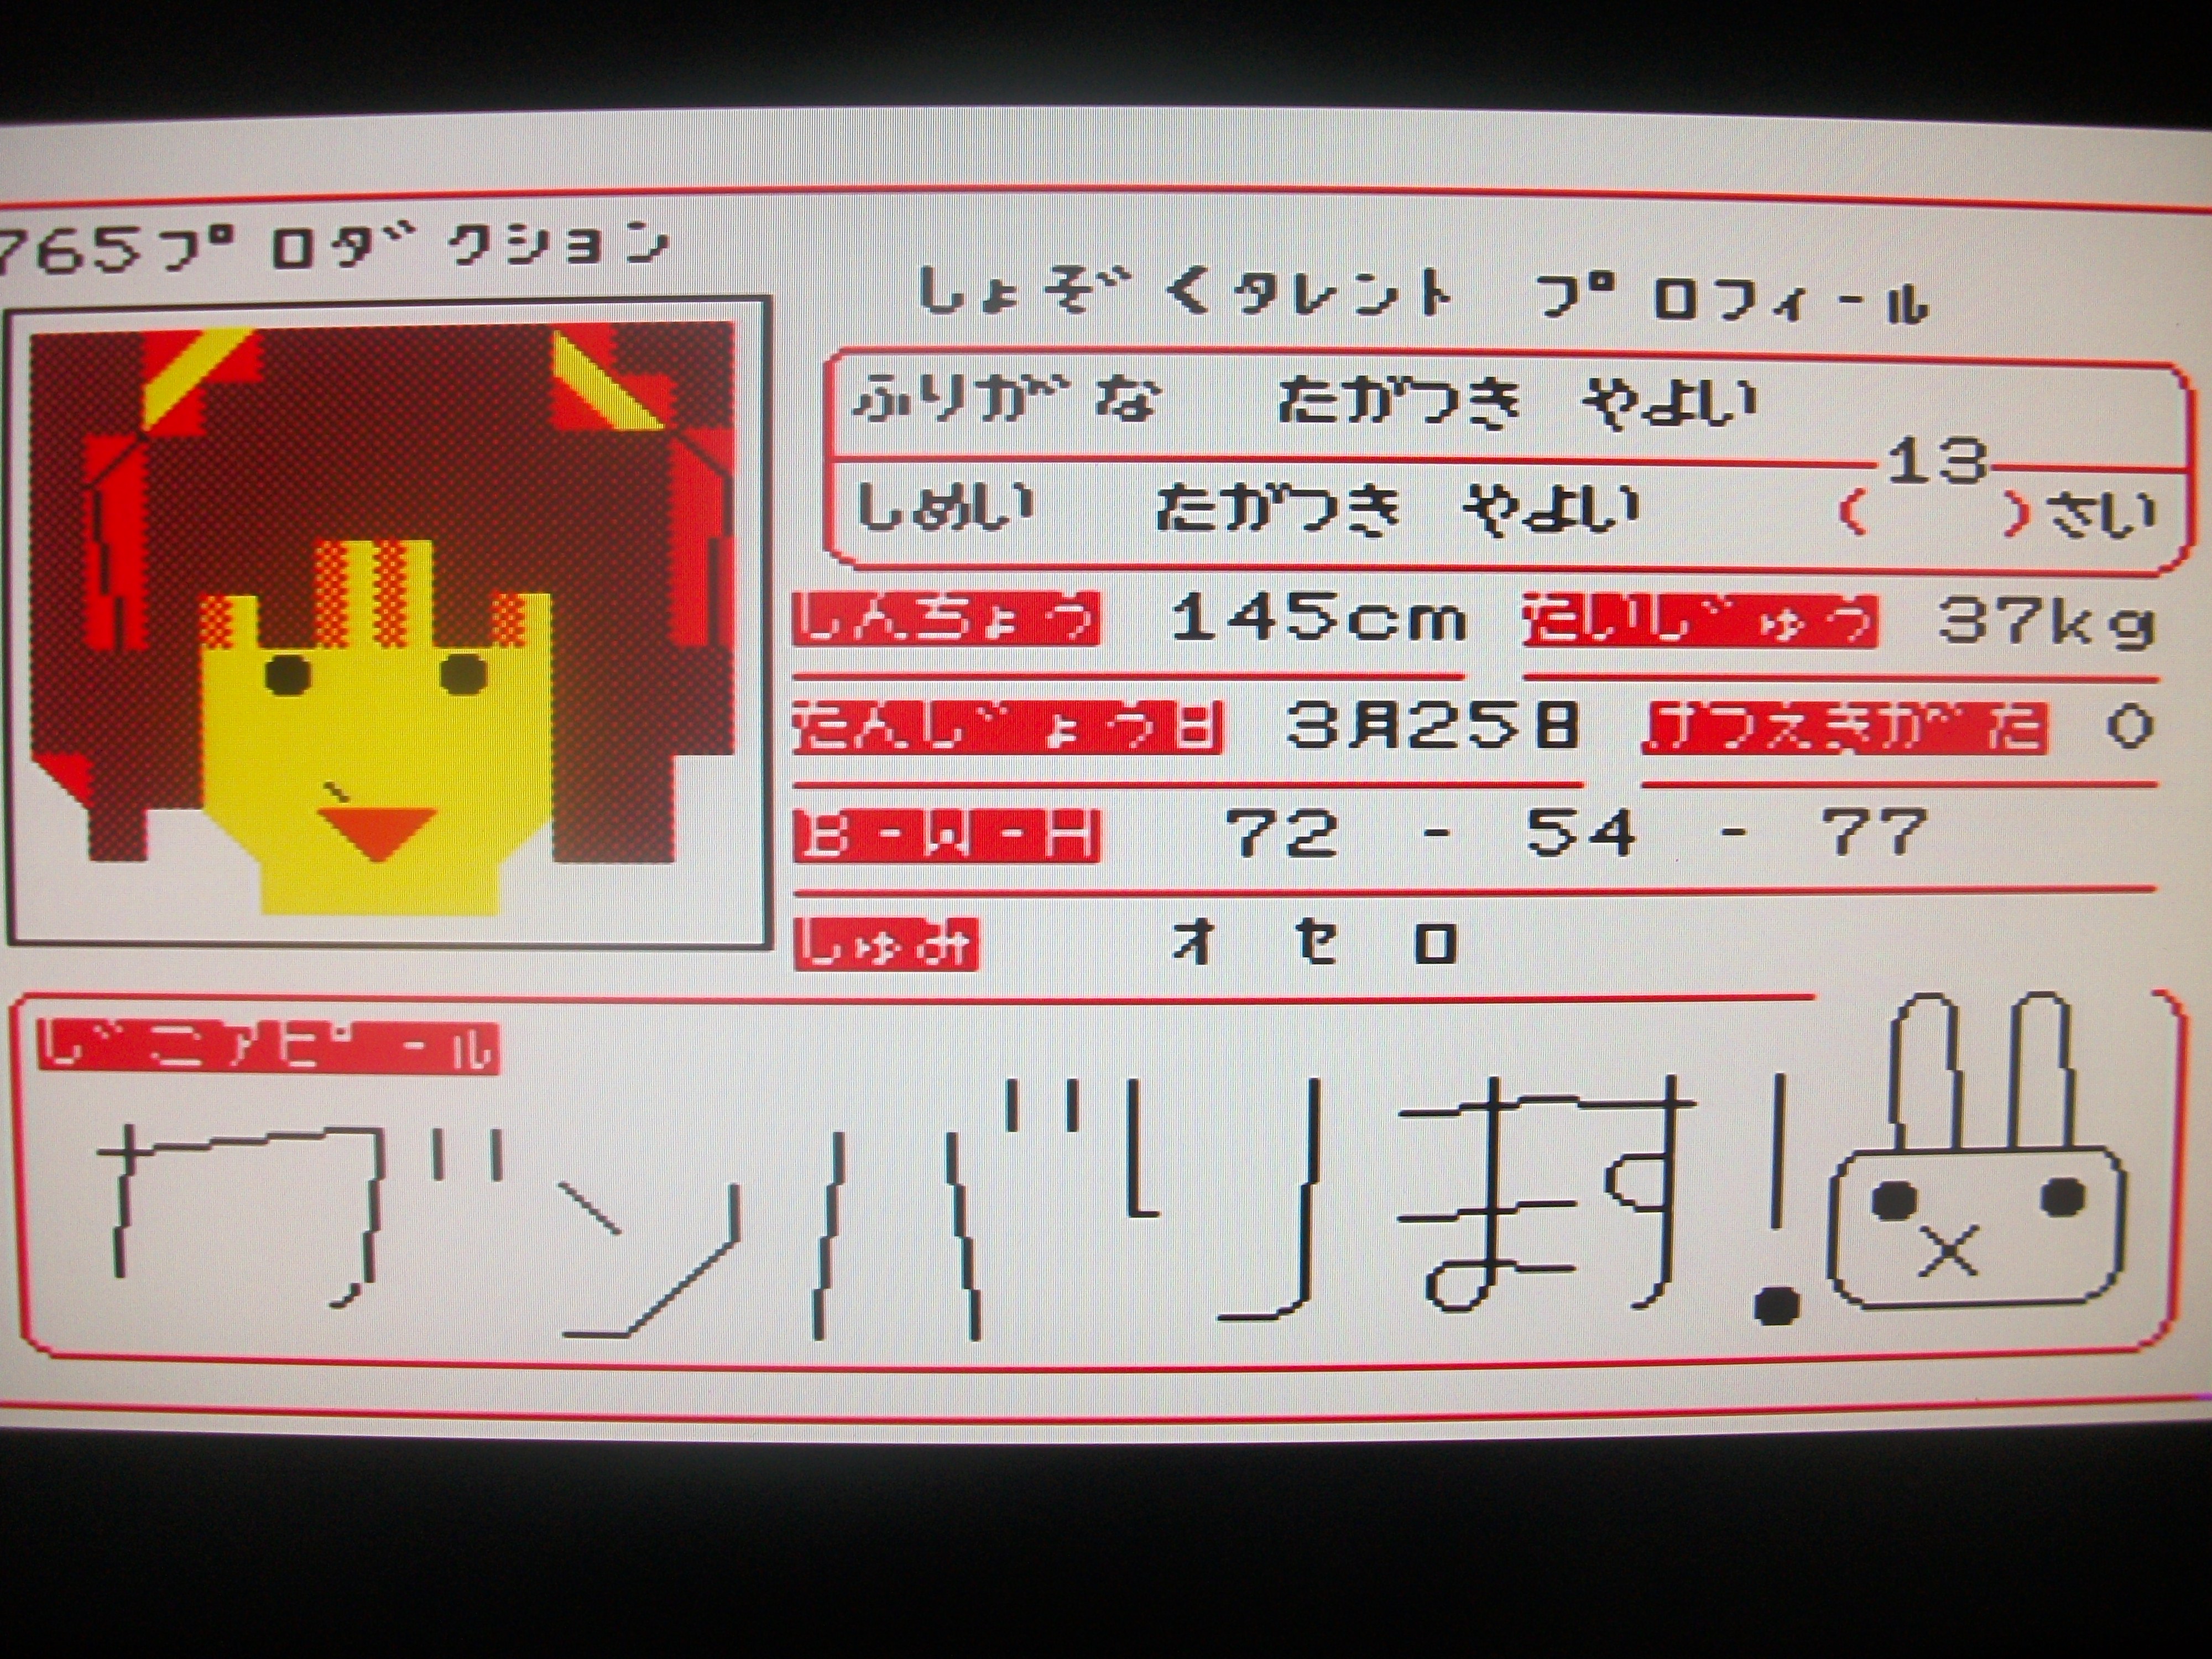 765プロダクション
しょぞくタレント プロフィール
ふりがな たかつき やよい
しめい たかつき やよい (13)さい
しんちょう 145cm たいじゅう 37kg
たんじょう日 3月25日 けつえきがた O
B-W-H 72 - 54 - 77
しゅみ オセロ
じこアピール
ガンバリます!